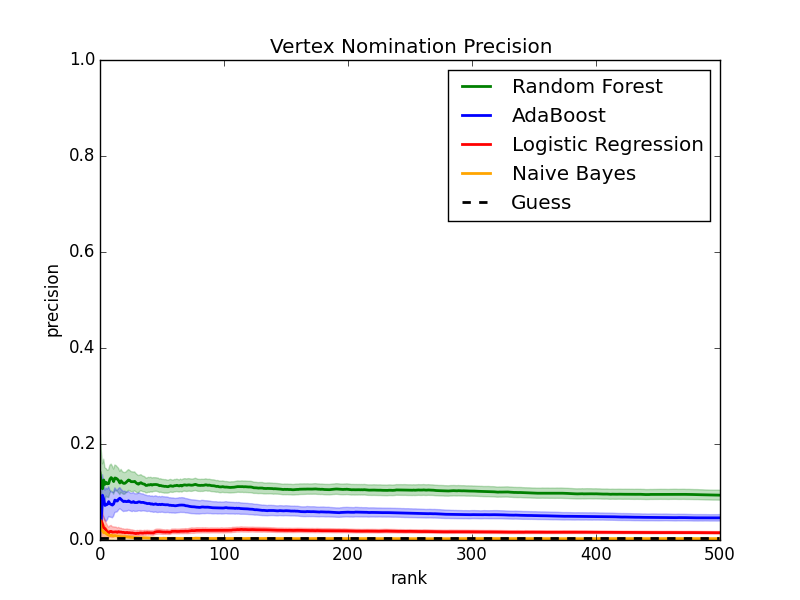 Vertex Nomination Precision
1.0
0.8
0.6
0.4
0.2
0.0
precision
Random Forest
AdaBoost
Logistic Regression
Naive Bayes
Guess
0 100 200 300 400 500
rank